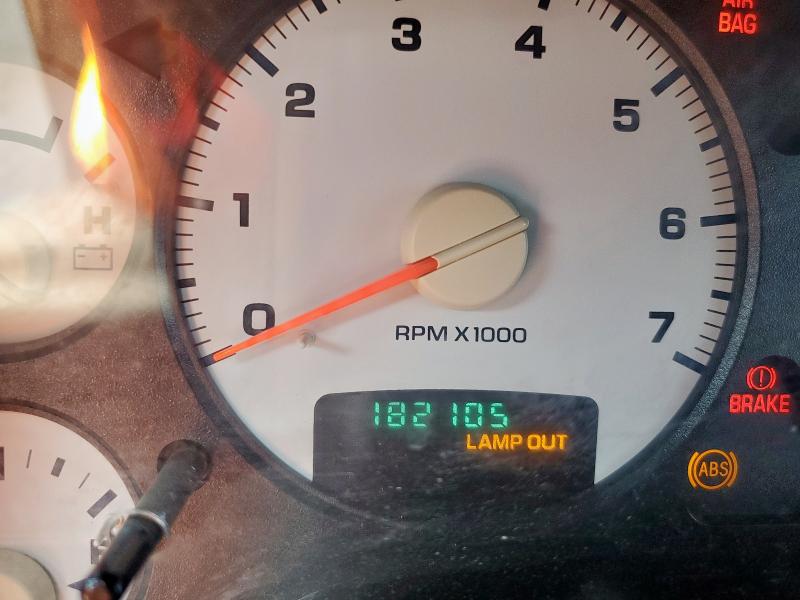 AIR
BAG
3
4
2
5
H
1
6
0
7
RPM X1000
182105
LAMP OUT
BRAKE
ABS